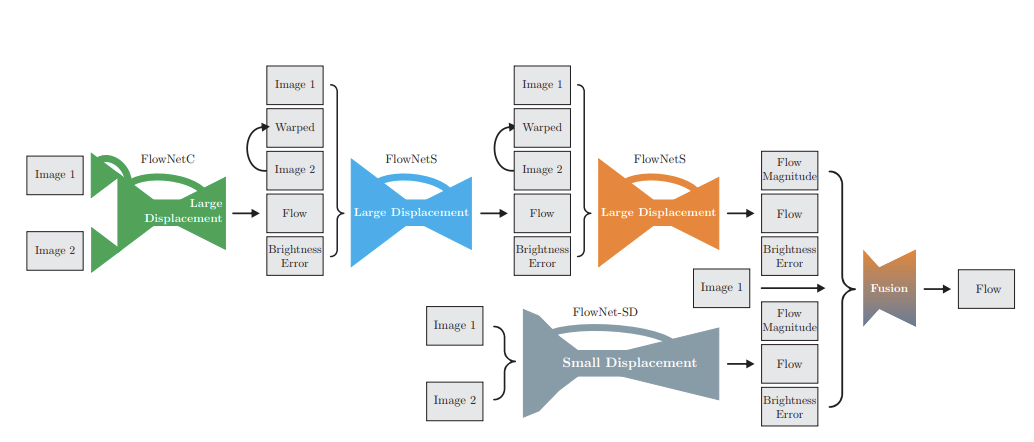 Image 1
Image 2
FlowNetC
Large
Displacement
Image 1
Warped
Image 2
Flow
Brightness
Error
FlowNetS
Large Displacement
Image 1
Warped
Image 2
Flow
Brightness
Error
FlowNetS
Large Displacement
Flow
Magnitude
Flow
Brightness
Error
Image 1
Image 1
Image 2
FlowNet-SD
Small Displacement
Flow
Magnitude
Flow
Brightness
Error
Fusion
Flow